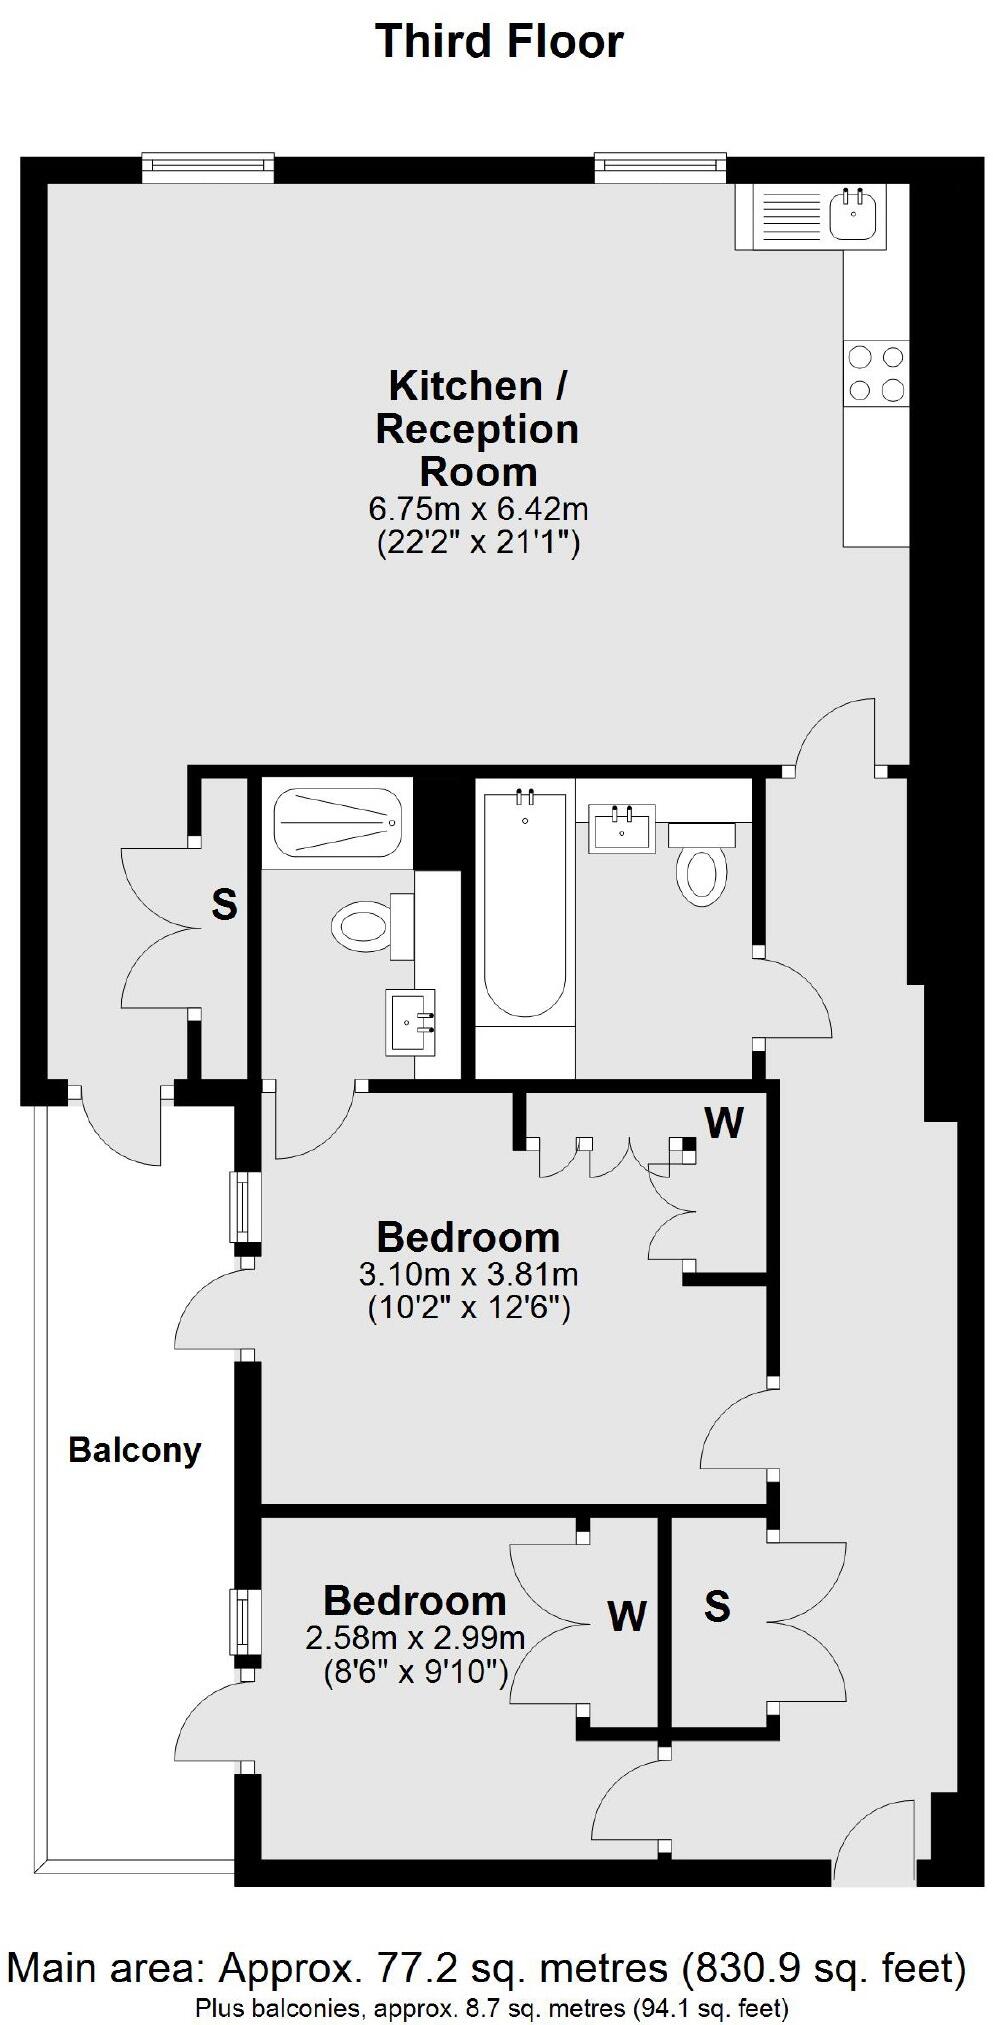 Third Floor
Kitchen /
Reception
Room
6.75m x 6.42m
(22'2" x 21'1")
S
W
Bedroom
3.10m x 3.81m
(10'2" x 12'6")
Balcony
Bedroom
2.58m x 2.99m
(8'6" x 9'10")
W
S
Main area: Approx. 77.2 sq. metres (830.9 sq. feet)
Plus balconies, approx. 8.7 sq. metres (94.1 sq. feet)